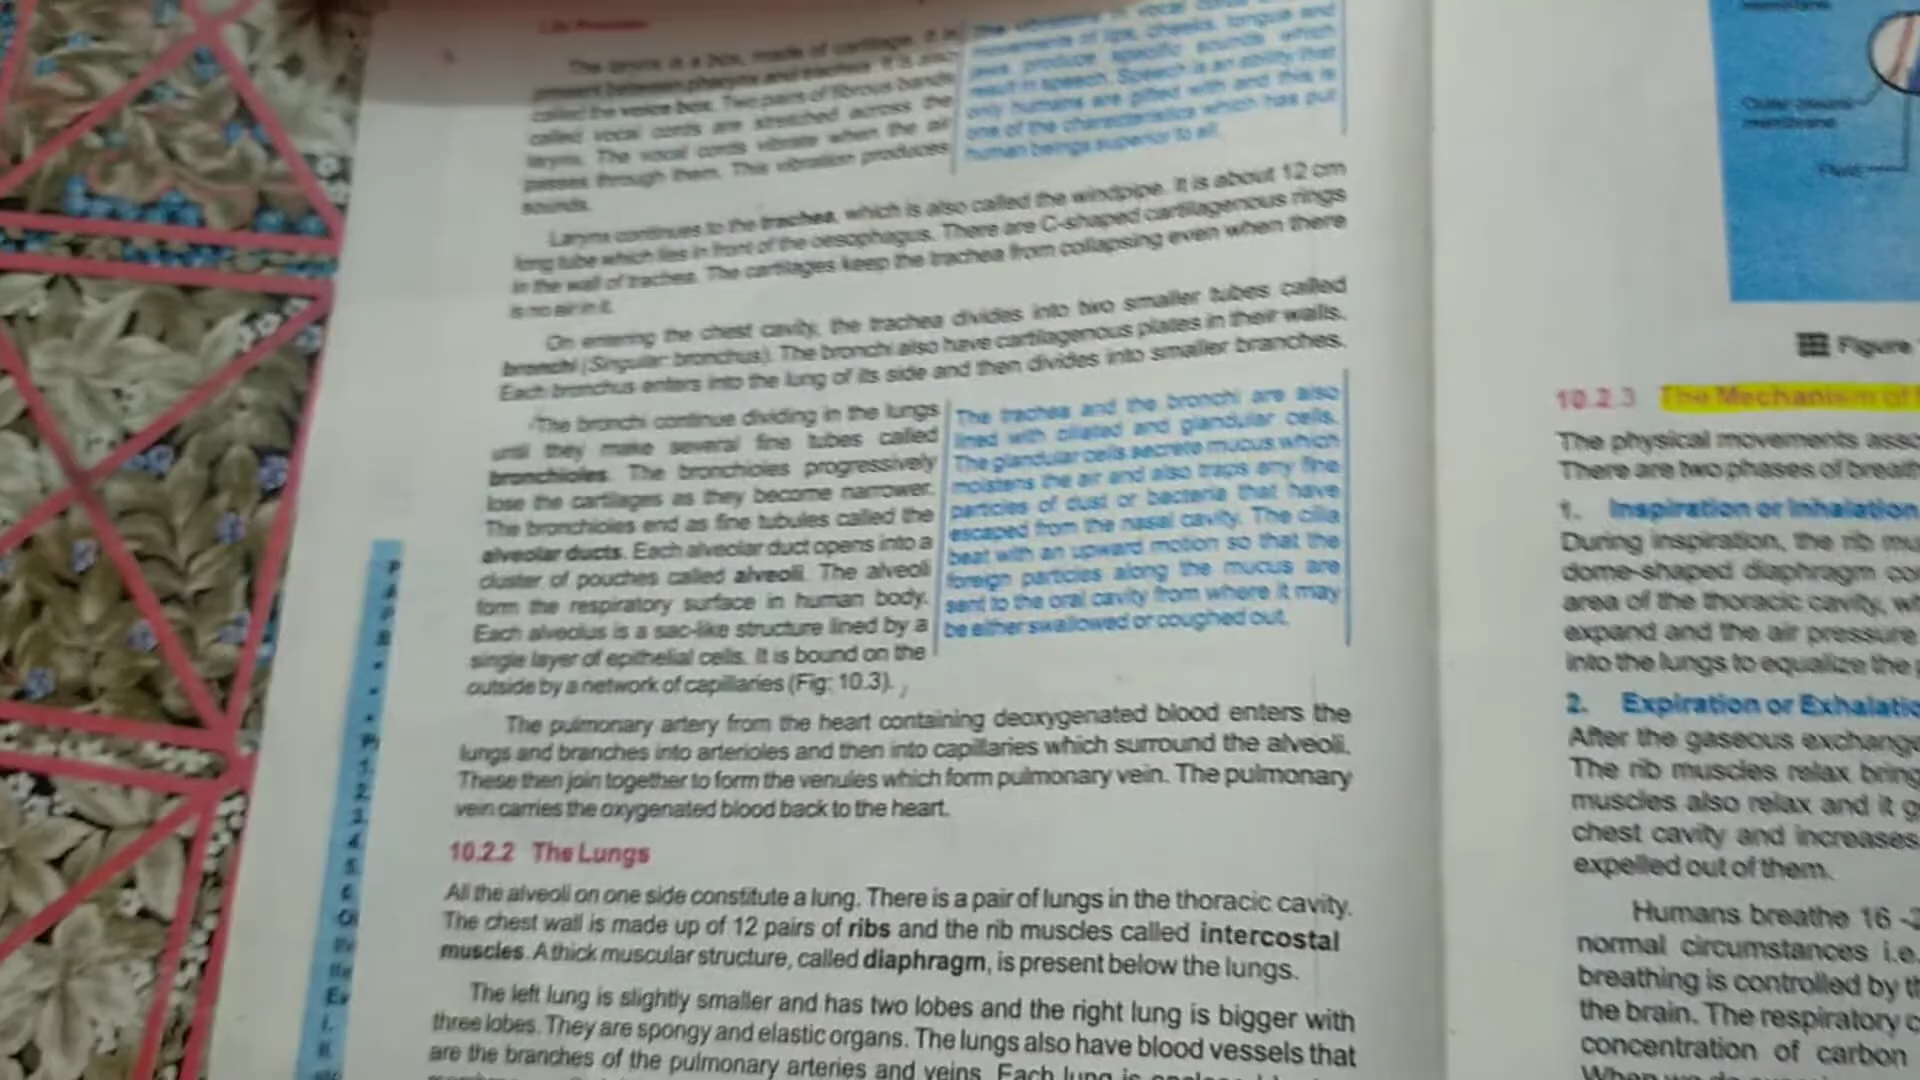 The larynx is a box, made of cartilage. It is
present between pharynx and trachea. It is also
called the voice box. Two pairs of fibrous bands
called vocal cords are stretched across the
larynx. The vocal cords vibrate when the air
passes through them. This vibration produces
sounds.
movements of lips, cheeks, tongue and
jaws, produce specific sounds which
result in speech. Speech is an ability that
only humans are gifted with and this is
one of the characteristics which has put
human beings superior to all.
Larynx continues to the trachea, which is also called the windpipe. It is about 12 cm
long tube which lies in front of the oesophagus. There are C-shaped cartilagenous rings
in the wall of trachea. The cartilages keep the trachea from collapsing even when there
is no air in it.
On entering the chest cavity, the trachea divides into two smaller tubes called
bronchi (Singular: bronchus). The bronchi also have cartilagenous plates in their walls.
Each bronchus enters into the lung of its side and then divides into smaller branches.
The bronchi continue dividing in the lungs
until they make several fine tubes called
bronchioles. The bronchioles progressively
lose the cartilages as they become narrower.
The bronchioles end as fine tubules called the
alveolar ducts. Each alveolar duct opens into a
cluster of pouches called alveoli. The alveoli
form the respiratory surface in human body.
Each alveolus is a sac-like structure lined by a
single layer of epithelial cells. It is bound on the
outside by a network of capillaries (Fig: 10.3).
The trachea and the bronchi are also
lined with ciliated and glandular cells.
The glandular cells secrete mucus which
moistens the air and also traps any fine
particles of dust or bacteria that have
escaped from the nasal cavity. The cilia
beat with an upward motion so that the
foreign particles along the mucus are
sent to the oral cavity from where it may
be either swallowed or coughed out.
The pulmonary artery from the heart containing deoxygenated blood enters the
lungs and branches into arterioles and then into capillaries which surround the alveoli.
These then join together to form the venules which form pulmonary vein. The pulmonary
vein carries the oxygenated blood back to the heart.
10.2.2 The Lungs
All the alveoli on one side constitute a lung. There is a pair of lungs in the thoracic cavity.
The chest wall is made up of 12 pairs of ribs and the rib muscles called intercostal
muscles. A thick muscular structure, called diaphragm, is present below the lungs.
The left lung is slightly smaller and has two lobes and the right lung is bigger with
three lobes. They are spongy and elastic organs. The lungs also have blood vessels that
are the branches of the pulmonary arteries and veins. Each lung is
Outer pleural
membrane
Figure
10.2.3 The Mechanism of
The physical movements
There are two phases of
1. Inspiration or Inhalation
During inspiration, the rib
dome-shaped diaphragm
area of the thoracic cavity,
expand and the air pressure
into the lungs to equalize the
2. Expiration or
After the gaseous
The rib muscles relax
muscles also relax and it
chest cavity and increases
expelled out of them.
Humans breathe 16
normal circumstances i.e.
breathing is controlled by
the brain. The respiratory
concentration of carbon